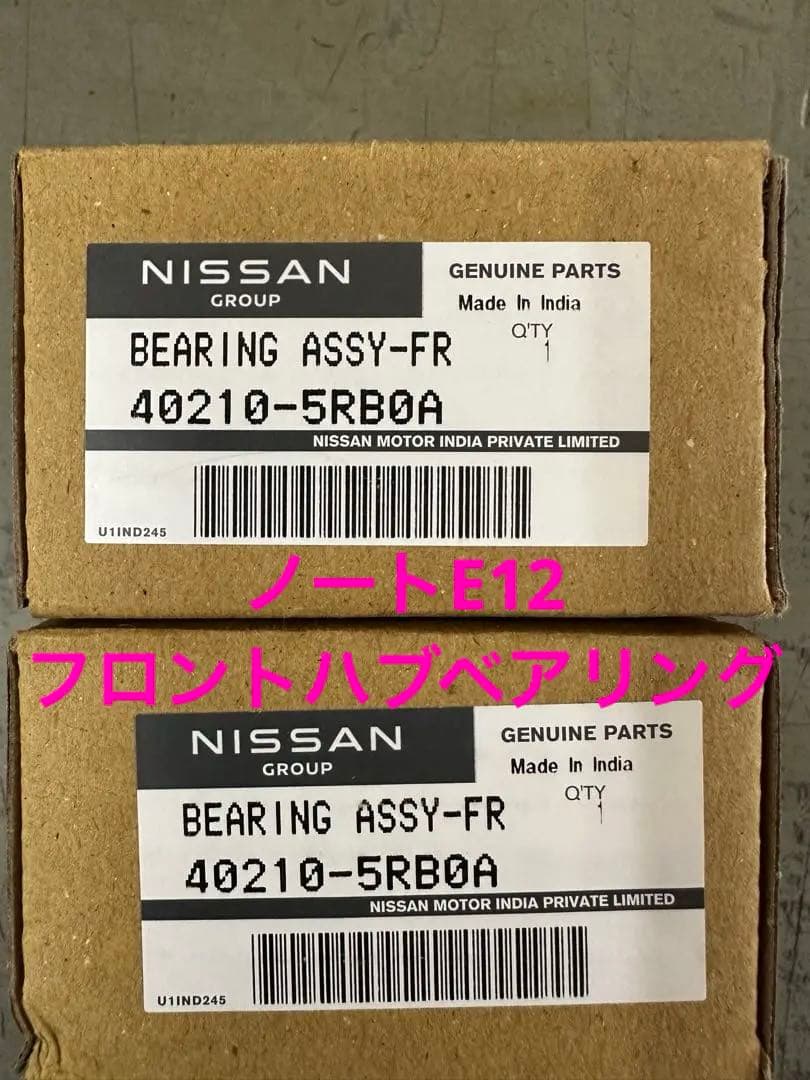 NISSAN
GROUP
GENUINE PARTS
Made In India
Q'TY
1
BEARING ASSY-FR
40210-5RB0A
NISSAN MOTOR INDIA PRIVATE LIMITED
U1IND245
ノートE12
フロントハブベアリング
NISSAN
GROUP
GENUINE PARTS
Made In India
Q'TY
1
BEARING ASSY-FR
40210-5RB0A
NISSAN MOTOR INDIA PRIVATE LIMITED
U1IND245